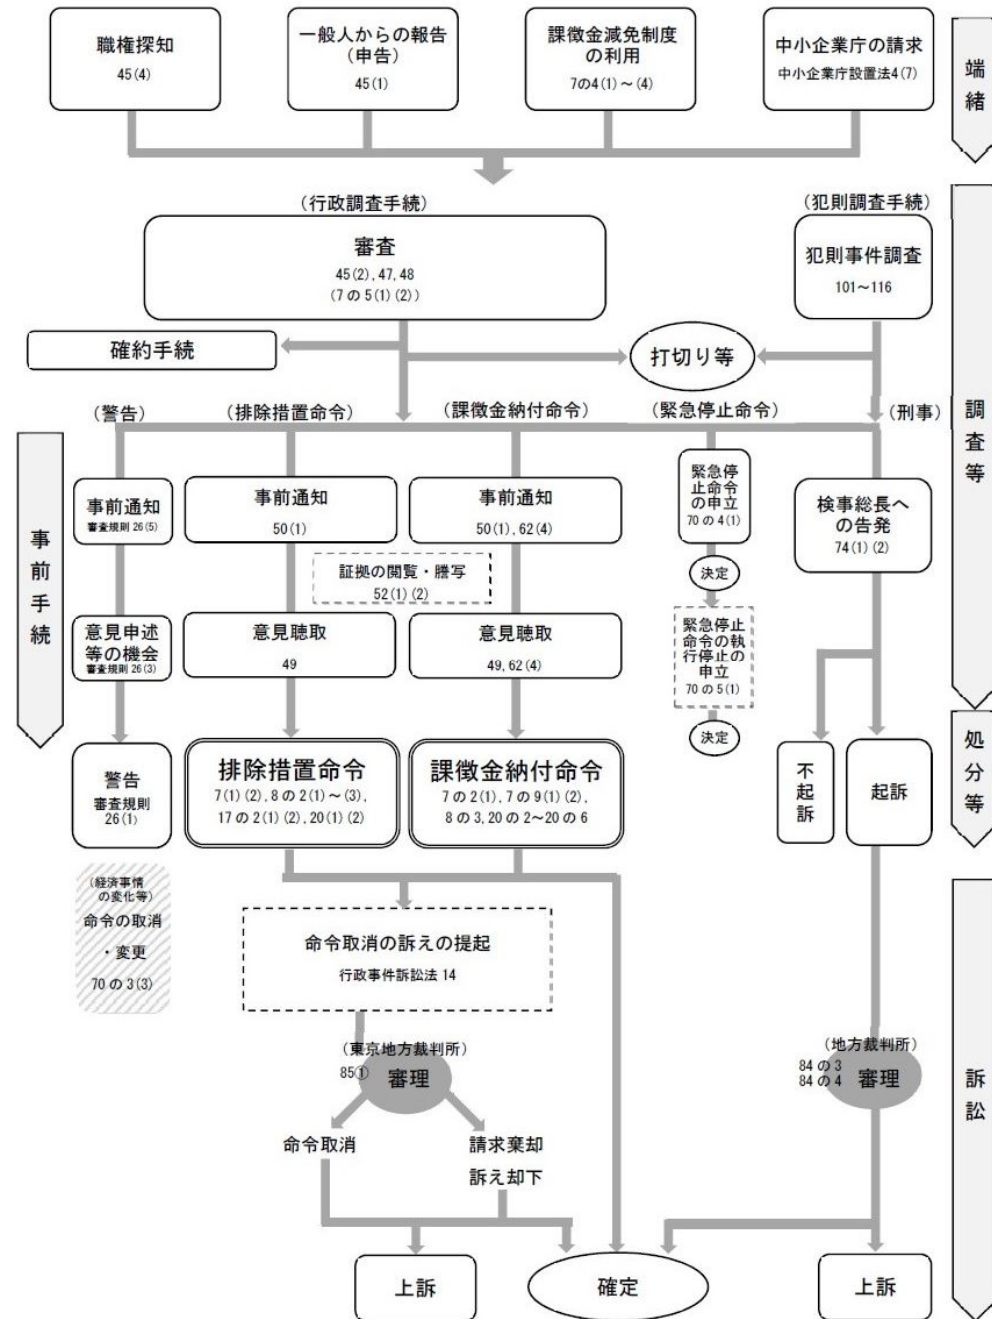 職権探知
45(4)
一般人からの報告
(申告)
45(1)
課徴金減免制度
の利用
7の4(1)～(4)
中小企業庁の請求
中小企業庁設置法4(7)
端緒
(行政調査手続)
審査
45(2),47,48
(7の5(1)(2))
(犯則調査手続)
犯則事件調査
101～116
確約手続
打切り等
調査等
(警告)
(排除措置命令)
(課徴金納付命令)
(緊急停止命令)
(刑事)
事前手続
事前通知
審査規則26(5)
事前通知
50(1)
事前通知
50(1),62(4)
緊急停
止命令
の申立
70の4(1)
検事総長へ
の告発
74(1)(2)
証拠の閲覧・謄写
52(1)(2)
決定
意見申述
等の機会
審査規則26(3)
意見聴取
49
意見聴取
49,62(4)
緊急停止
命令の執
行停止の
申立
70の5(1)
決定
処分等
警告
審査規則
26(1)
排除措置命令
7(1)(2),8の2(1)～(3),
17の2(1)(2),20(1)(2)
課徴金納付命令
7の2(1),7の9(1)(2),
8の3,20の2～20の6
不起訴
起訴
(経済事情
の変化等)
命令の取消
・変更
70の3(3)
命令取消の訴えの提起
行政事件訴訟法14
訴訟
(東京地方裁判所)
85①
審理
(地方裁判所)
84の3
84の4
審理
命令取消
請求棄却
訴え却下
上訴
確定
上訴